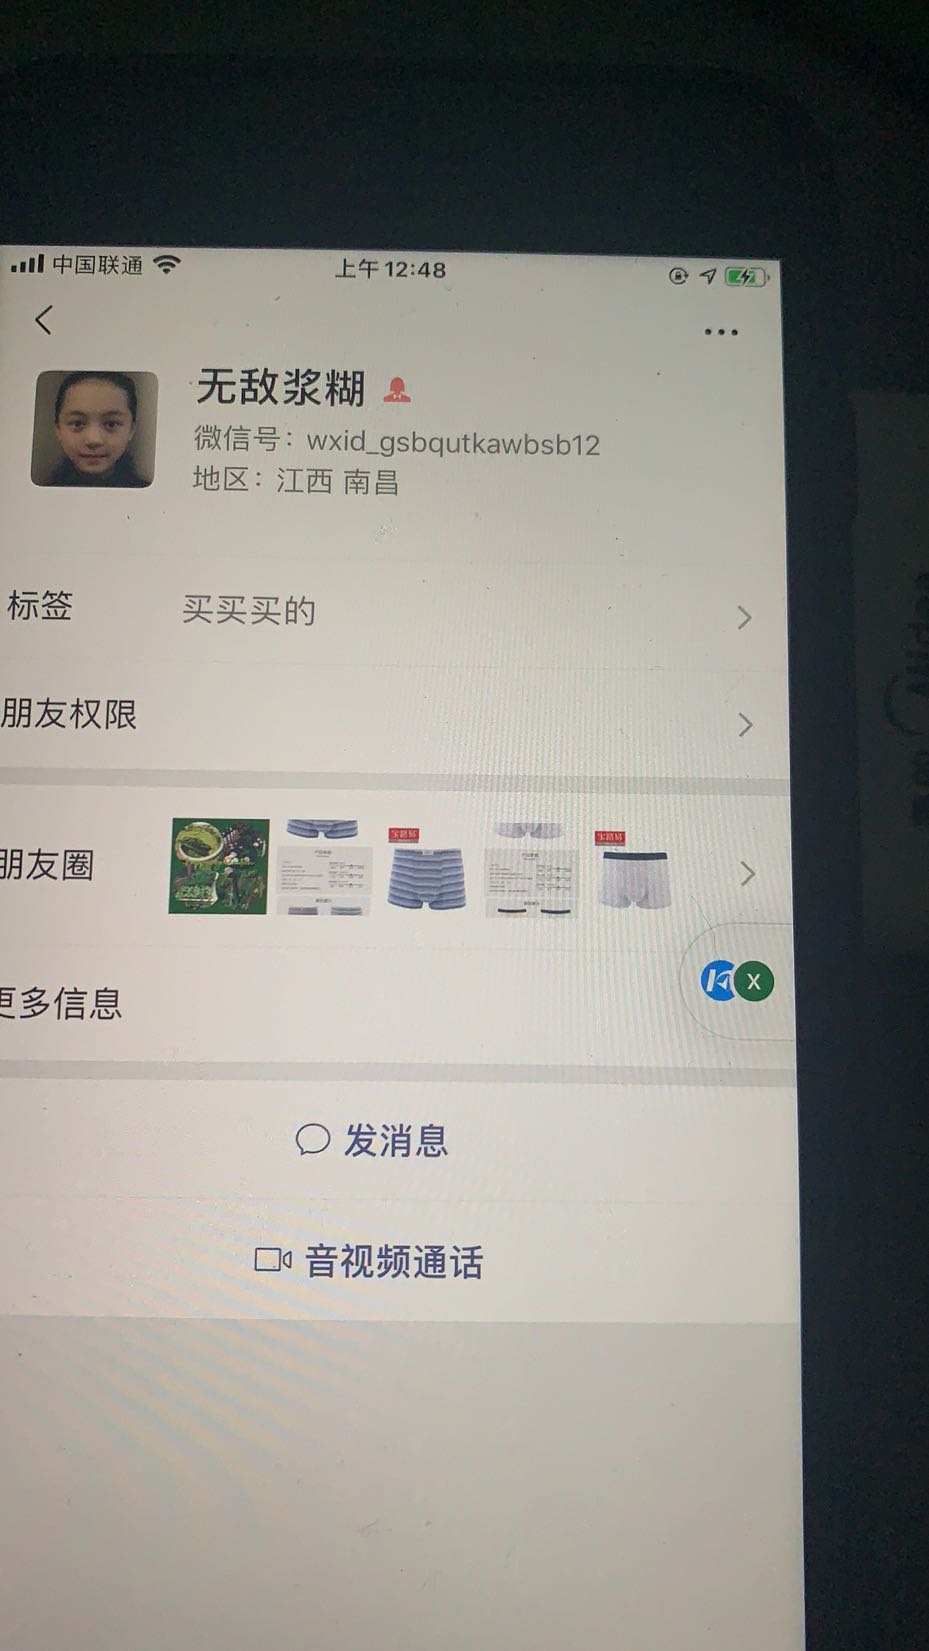 中国联通
上午12:48
无敌浆糊
微信号：wxid_gsbqutkawbsb12
地区：江西 南昌
标签 买买买的
朋友权限
朋友圈
更多信息
X
发消息
音视频通话